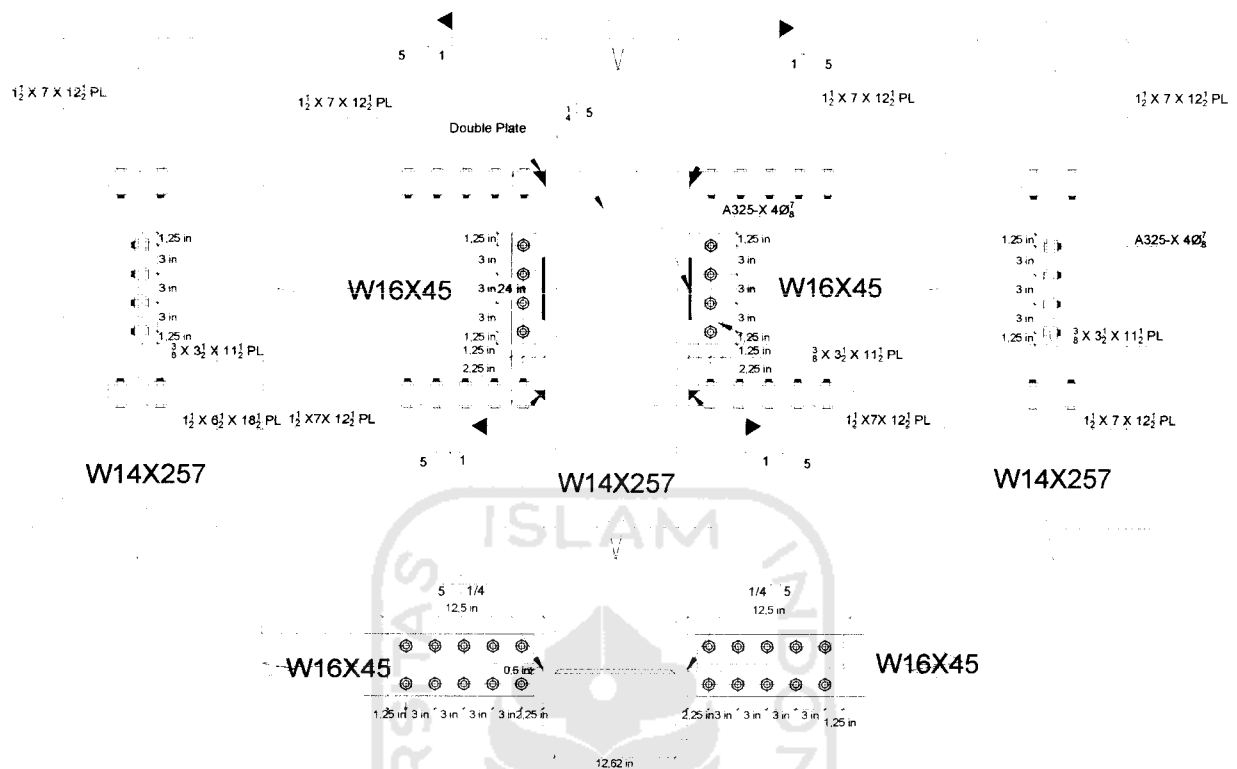 5 1
1 5
1½ X 7 X 12½ PL
1½ X 7 X 12½ PL
¼ 5
1½ X 7 X 12½ PL
1½ X 7 X 12½ PL
Double Plate
A325-X 4Ø⅞
A325-X 4Ø⅞
1,25 in
3 in
3 in
3 in
1,25 in
⅜ X 3½ X 11½ PL
W16X45
1,25 in
3 in
3 in
24 in
3 in
1,25 in
1,25 in
2,25 in
1,25 in
3 in
3 in
3 in
1,25 in
1,25 in
2,25 in
W16X45
⅜ X 3½ X 11½ PL
1,25 in
3 in
3 in
3 in
1,25 in
⅜ X 3½ X 11½ PL
1½ X 6½ X 18½ PL
1½ X7X 12½ PL
1½ X7X 12½ PL
1½ X 7 X 12½ PL
5 1
1 5
W14X257
W14X257
W14X257
ISLAM
5 1/4
12,5 in
1/4 5
12,5 in
W16X45
0,5 in
W16X45
1,25 in 3 in 3 in 3 in 3 in 2,25 in
2,25 in 3 in 3 in 3 in 3 in 1,25 in
12,62 in